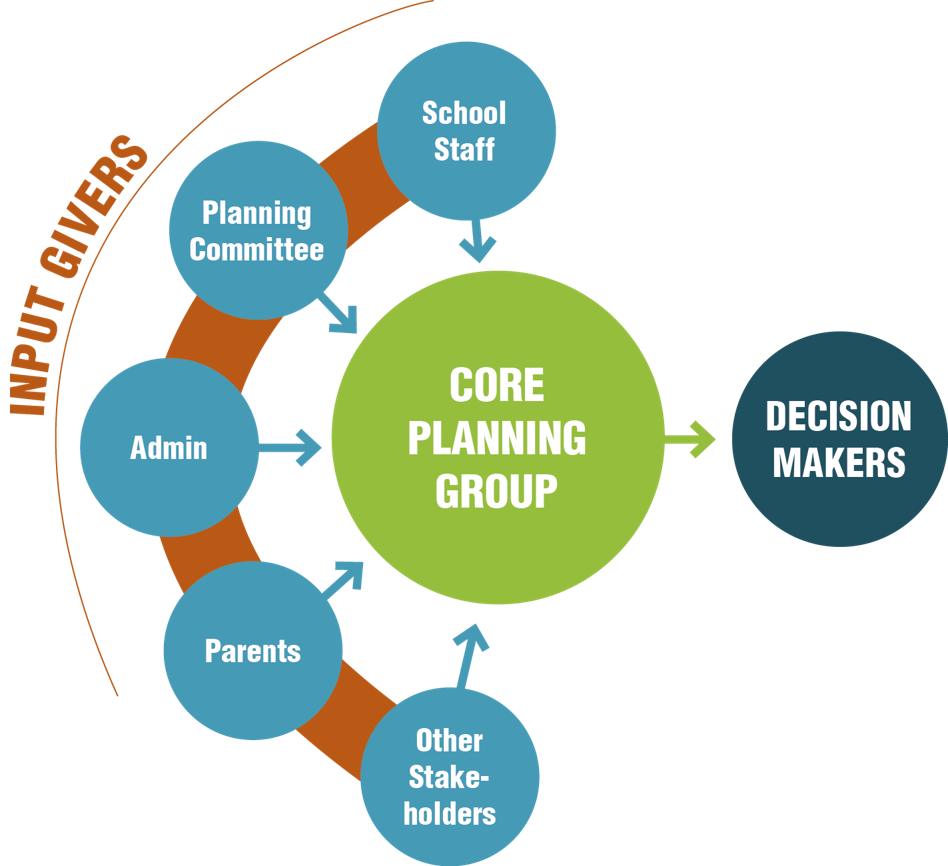 INPUT GIVERS
School
Staff
Planning
Committee
Admin
Parents
Other
Stake-
holders
CORE
PLANNING
GROUP
DECISION
MAKERS